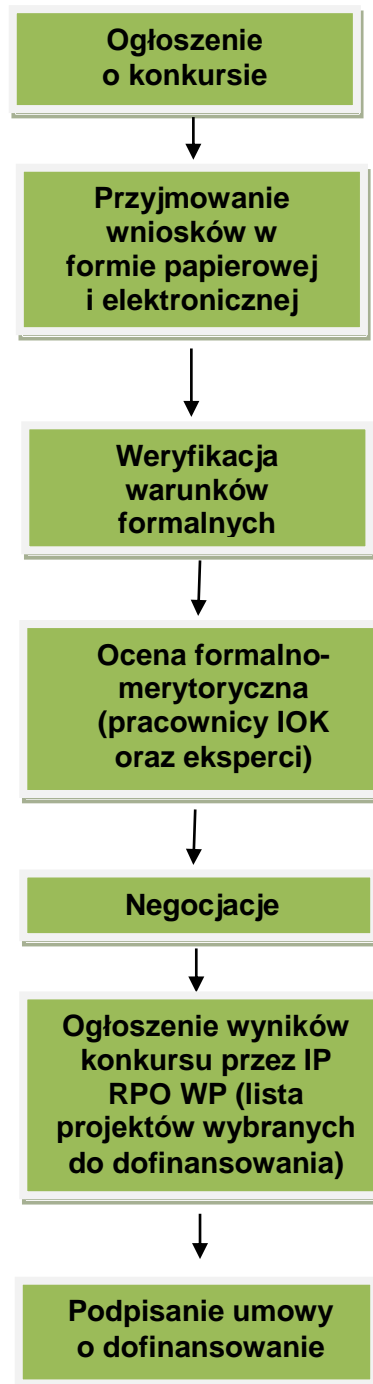 Ogłoszenie
o konkursie
Przyjmowanie
wniosków w
formie papierowej
i elektronicznej
Weryfikacja
warunków
formalnych
Ocena formalno-
merytoryczna
(pracownicy IOK
oraz eksperci)
Negocjacje
Ogłoszenie wyników
konkursu przez IP
RPO WP (lista
projektów wybranych
do dofinansowania)
Podpisanie umowy
o dofinansowanie